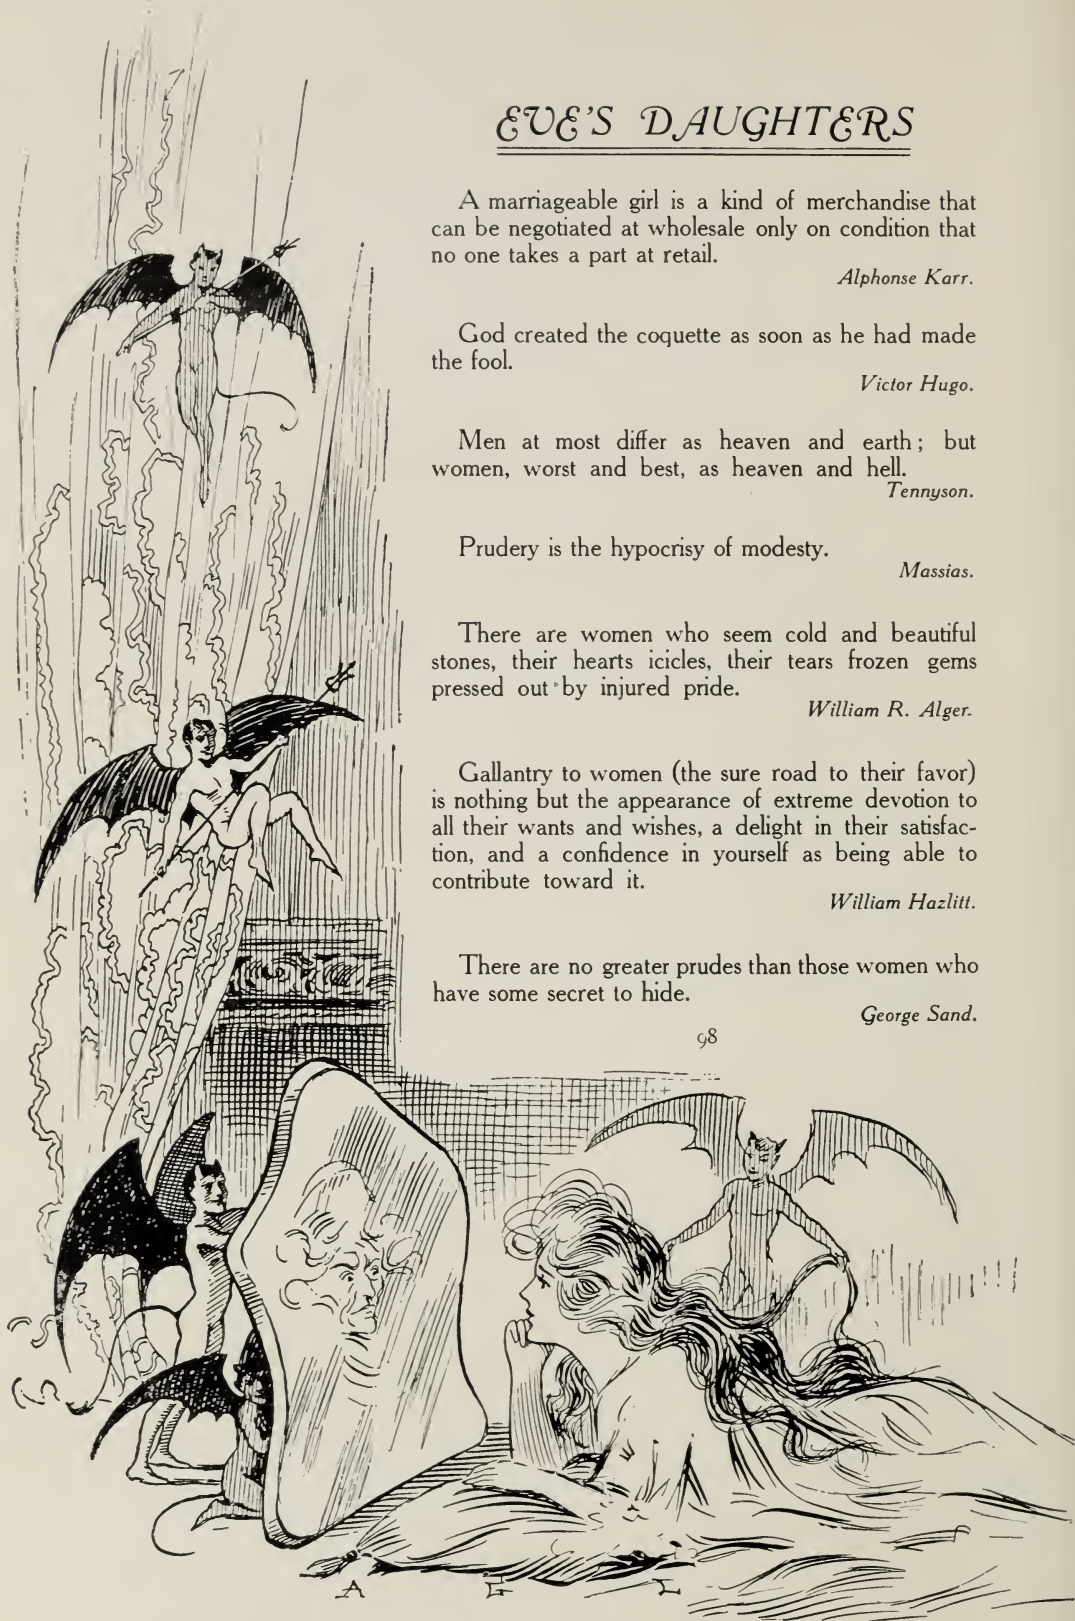 EVE'S DAUGHTERS
A marriageable girl is a kind of merchandise that
can be negotiated at wholesale only on condition that
no one takes a part at retail.
Alphonse Karr.
God created the coquette as soon as he had made
the fool.
Victor Hugo.
Men at most differ as heaven and earth; but
women, worst and best, as heaven and hell.
Tennyson.
Prudery is the hypocrisy of modesty.
Massias.
There are women who seem cold and beautiful
stones, their hearts icicles, their tears frozen gems
pressed out by injured pride.
William R. Alger.
Gallantry to women (the sure road to their favor)
is nothing but the appearance of extreme devotion to
all their wants and wishes, a delight in their satisfac-
tion, and a confidence in yourself as being able to
contribute toward it.
William Hazlitt.
There are no greater prudes than those women who
have some secret to hide.
George Sand.
98
A G L